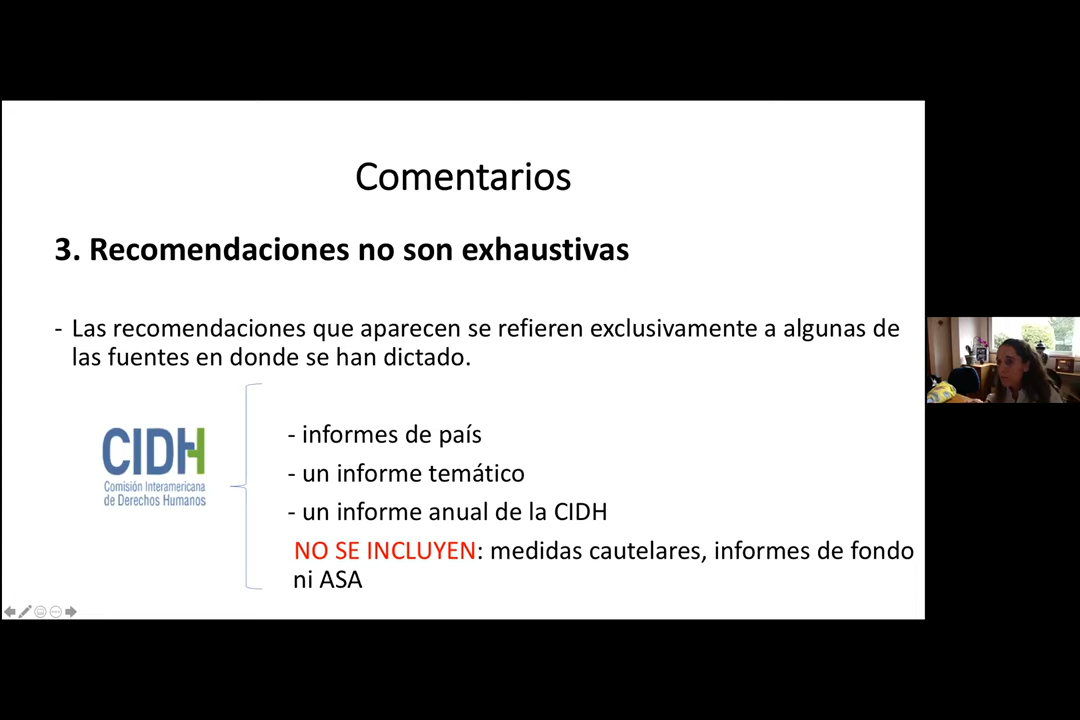 Comentarios
3. Recomendaciones no son exhaustivas
- Las recomendaciones que aparecen se refieren exclusivamente a algunas de
las fuentes en donde se han dictado.
- informes de país
- un informe temático
CIDH
Comisión Interamericana
de Derechos Humanos
- un informe anual de la CIDH
NO SE INCLUYEN: medidas cautelares, informes de fondo
ni ASA